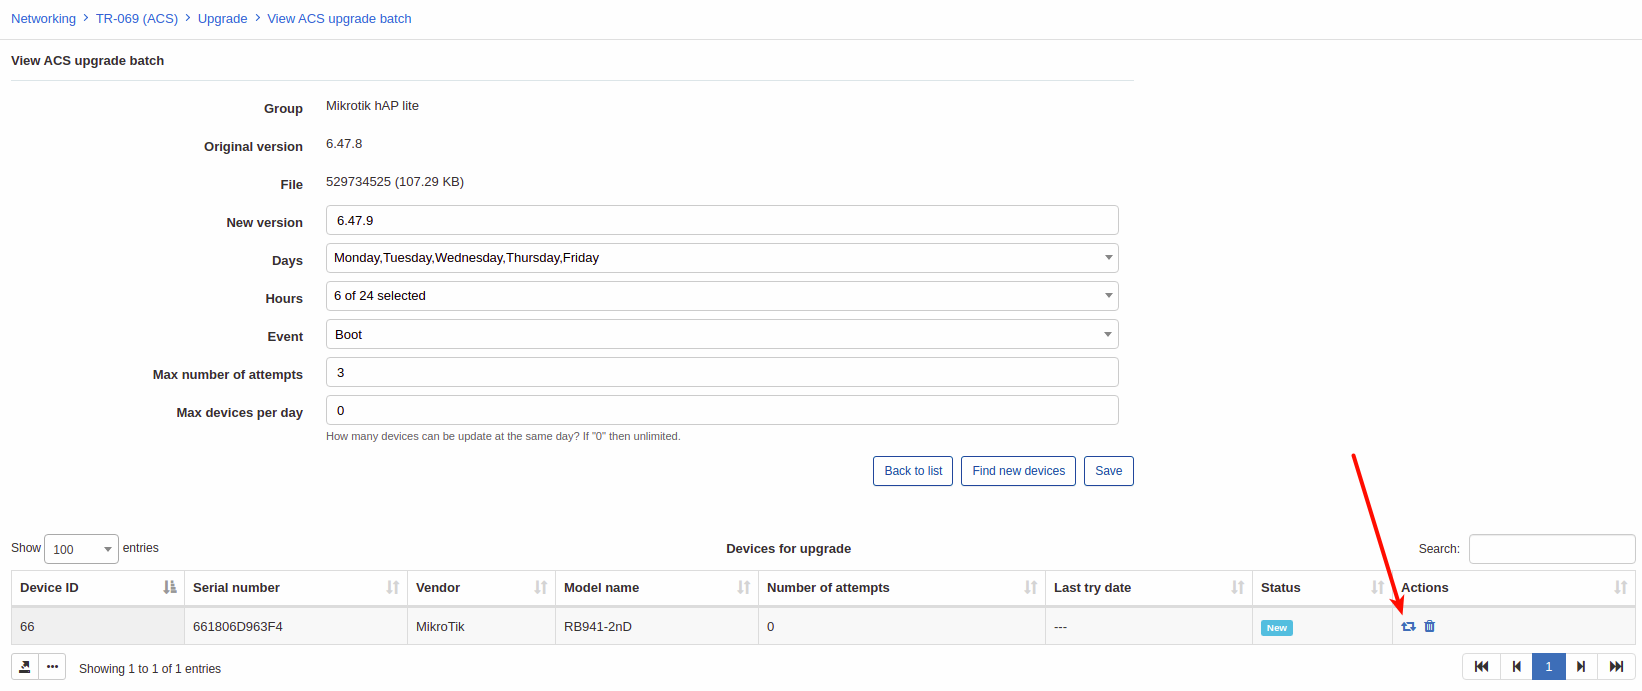 Networking > TR-069 (ACS) > Upgrade > View ACS upgrade batch
View ACS upgrade batch
Group Mikrotik hAP lite
Original version 6.47.8
File 529734525 (107.29 KB)
New version 6.47.9
Days Monday,Tuesday,Wednesday,Thursday,Friday
Hours 6 of 24 selected
Event Boot
Max number of attempts 3
Max devices per day 0
How many devices can be update at the same day? If "0" then unlimited.
Back to list Find new devices Save
Show 100 entries Devices for upgrade Search:
Device ID Serial number Vendor Model name Number of attempts Last try date Status Actions
66 661806D963F4 MikroTik RB941-2nD 0 --- New
Showing 1 to 1 of 1 entries 1